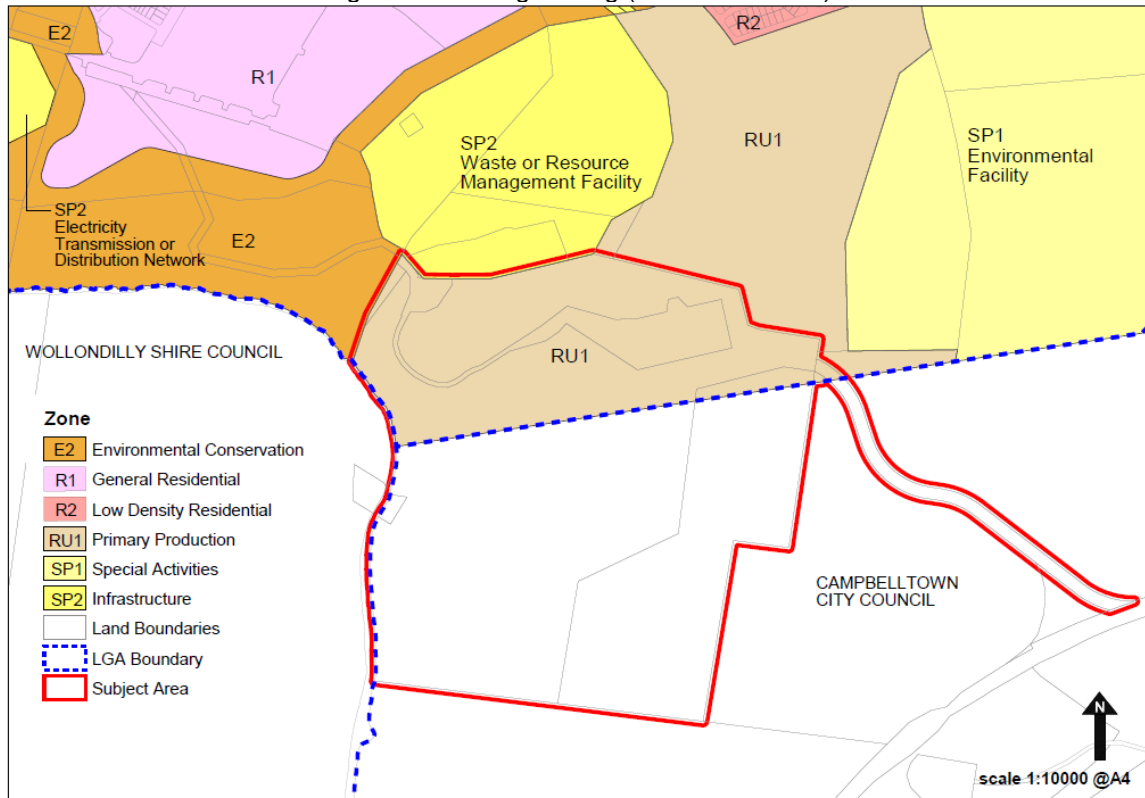 E2
R1
R2
SP2
Waste or Resource
Management Facility
RU1
SP1
Environmental
Facility
SP2
Electricity
Transmission or
Distribution Network
E2
RU1
WOLLONDILLY SHIRE COUNCIL
CAMPBELLTOWN
CITY COUNCIL
Zone
E2 Environmental Conservation
R1 General Residential
R2 Low Density Residential
RU1 Primary Production
SP1 Special Activities
SP2 Infrastructure
Land Boundaries
LGA Boundary
Subject Area
N
scale 1:10000 @A4